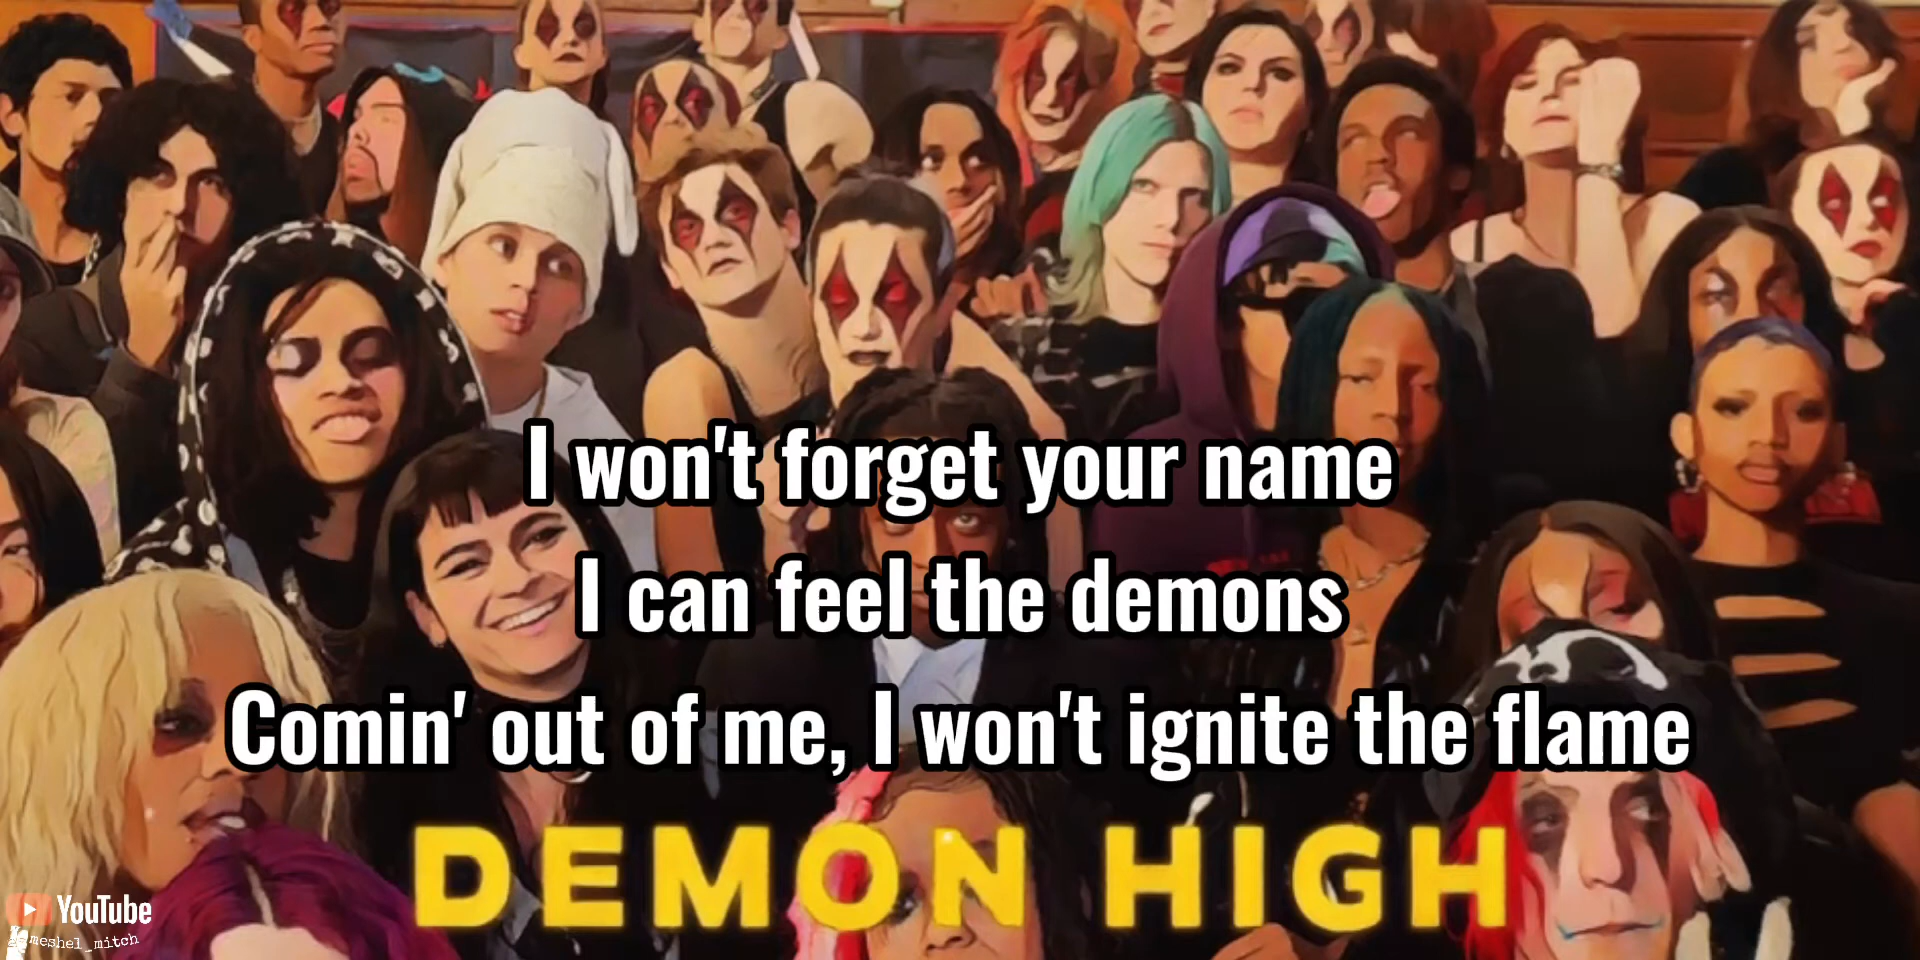 I won't forget your name
I can feel the demons
Comin' out of me, I won't ignite the flame
DEMON HIGH
YouTube
meshel_mitch